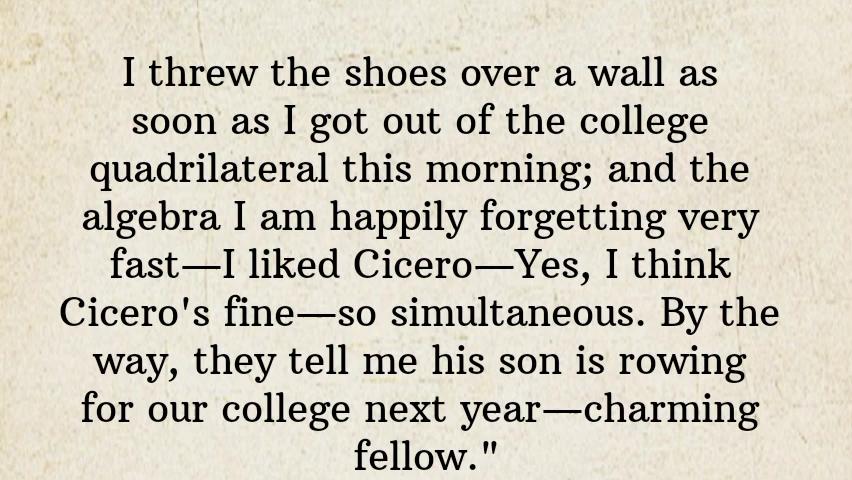 I threw the shoes over a wall as
soon as I got out of the college
quadrilateral this morning; and the
algebra I am happily forgetting very
fast—I liked Cicero—Yes, I think
Cicero's fine—so simultaneous. By the
way, they tell me his son is rowing
for our college next year—charming
fellow."